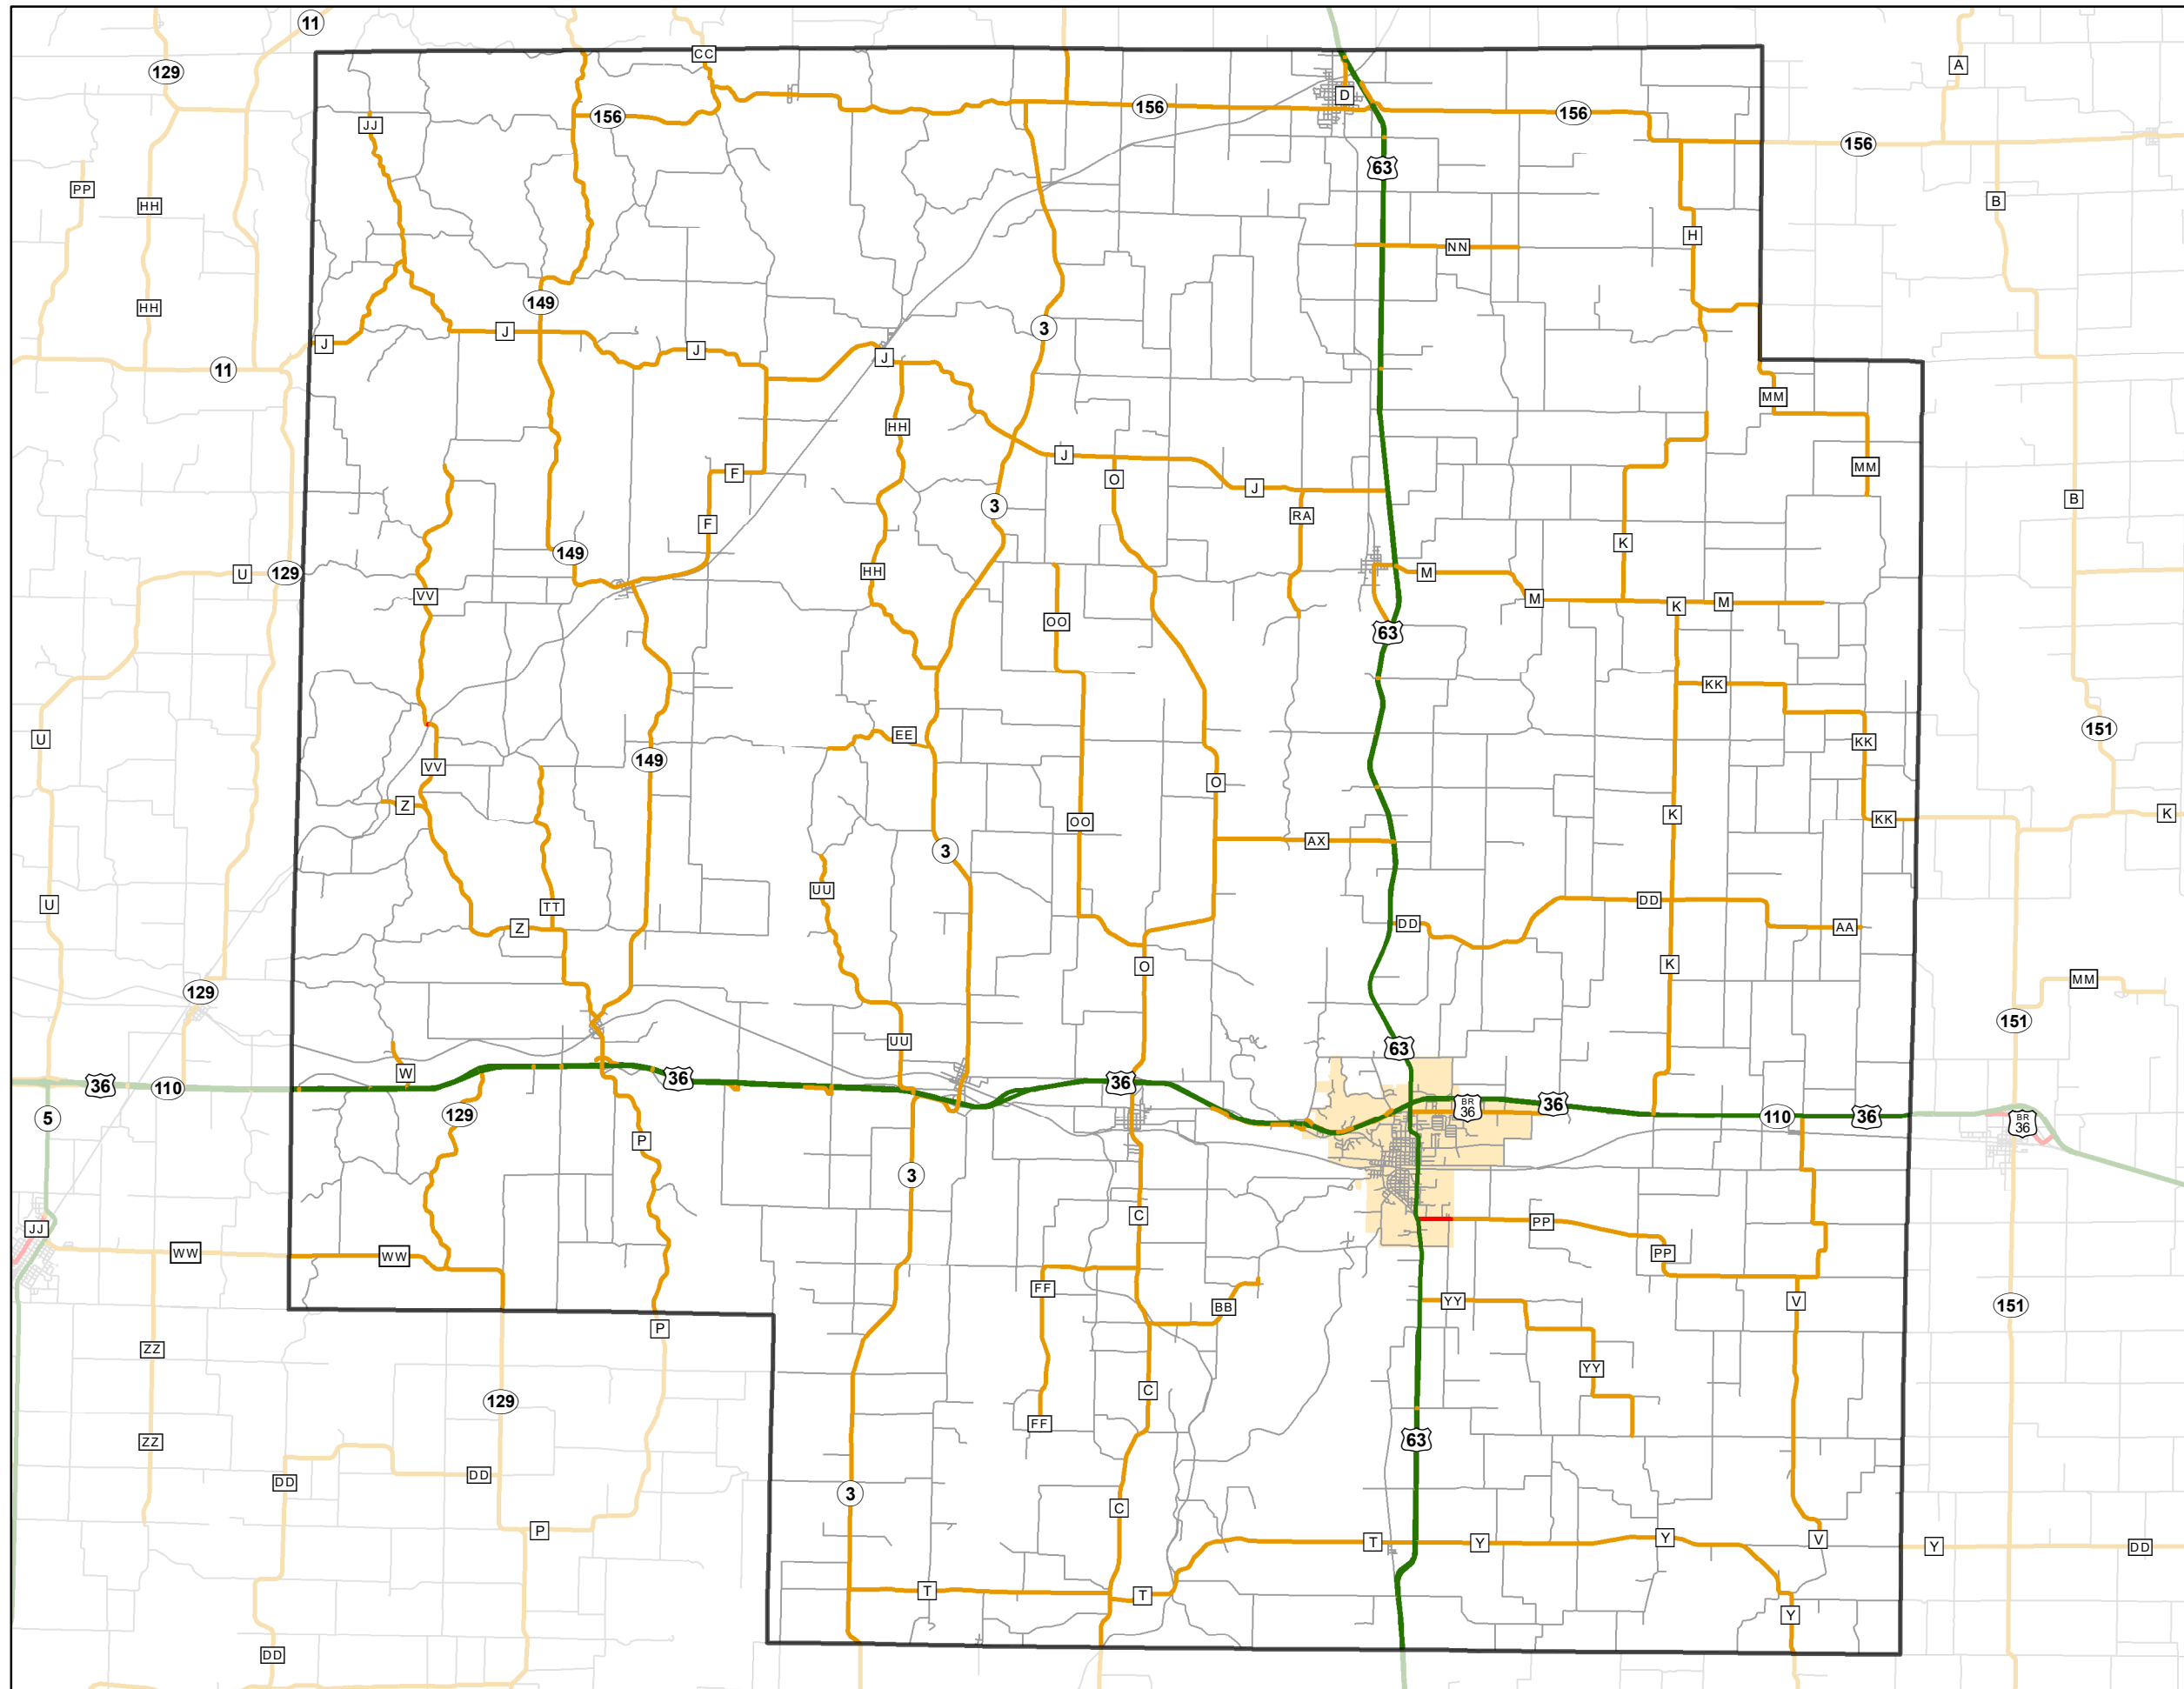 11
129
CC
A
D
156
156
156
JJ
156
63
PP
HH
B
H
NN
149
HH
3
J
J
J
J
11
MM
HH
J
F
MM
O
J
B
3
RA
F
K
149
HH
M
U
129
VV
M
K
M
OO
63
KK
151
U
EE
KK
149
VV
O
Z
K
K
OO
KK
AX
3
UU
DD
U
TT
Z
DD
AA
O
K
MM
129
151
UU
63
W
36
36
36
110
BR
36
36
110
36
5
129
BR
36
P
3
C
PP
JJ
WW
WW
PP
FF
BB
YY
V
151
P
ZZ
YY
C
129
FF
ZZ
63
DD
DD
3
C
P
T
Y
Y
V
Y
DD
T
T
Y
DD